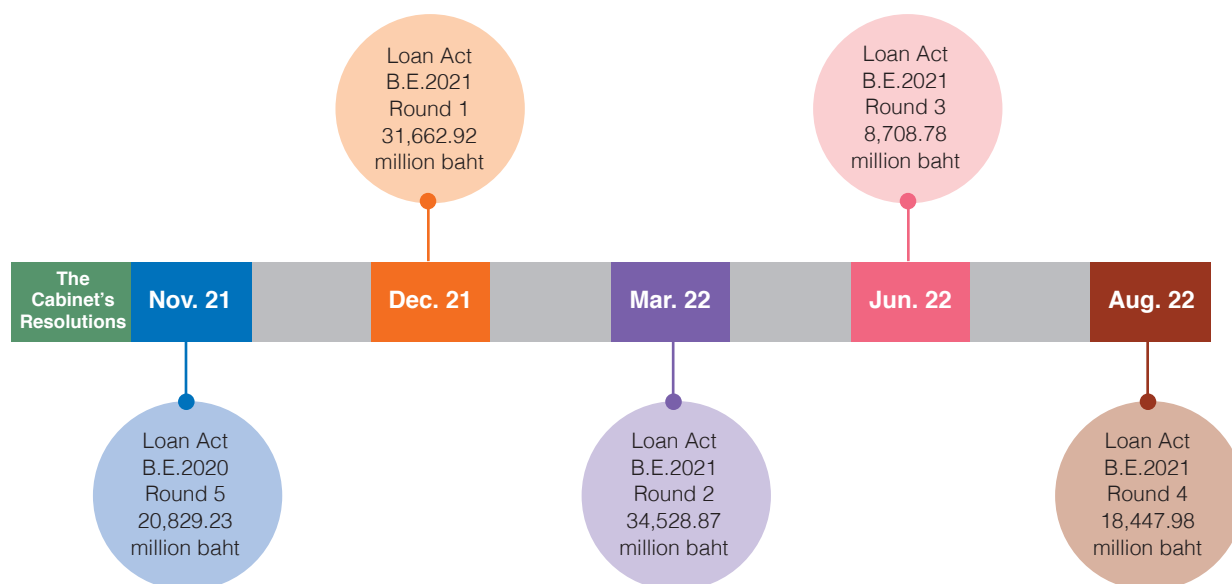 Loan Act
B.E.2021
Round 1
31,662.92
million baht
Loan Act
B.E.2021
Round 3
8,708.78
million baht
The
Cabinet's
Resolutions
Nov. 21
Dec. 21
Mar. 22
Jun. 22
Aug. 22
Loan Act
B.E.2020
Round 5
20,829.23
million baht
Loan Act
B.E.2021
Round 2
34,528.87
million baht
Loan Act
B.E.2021
Round 4
18,447.98
million baht